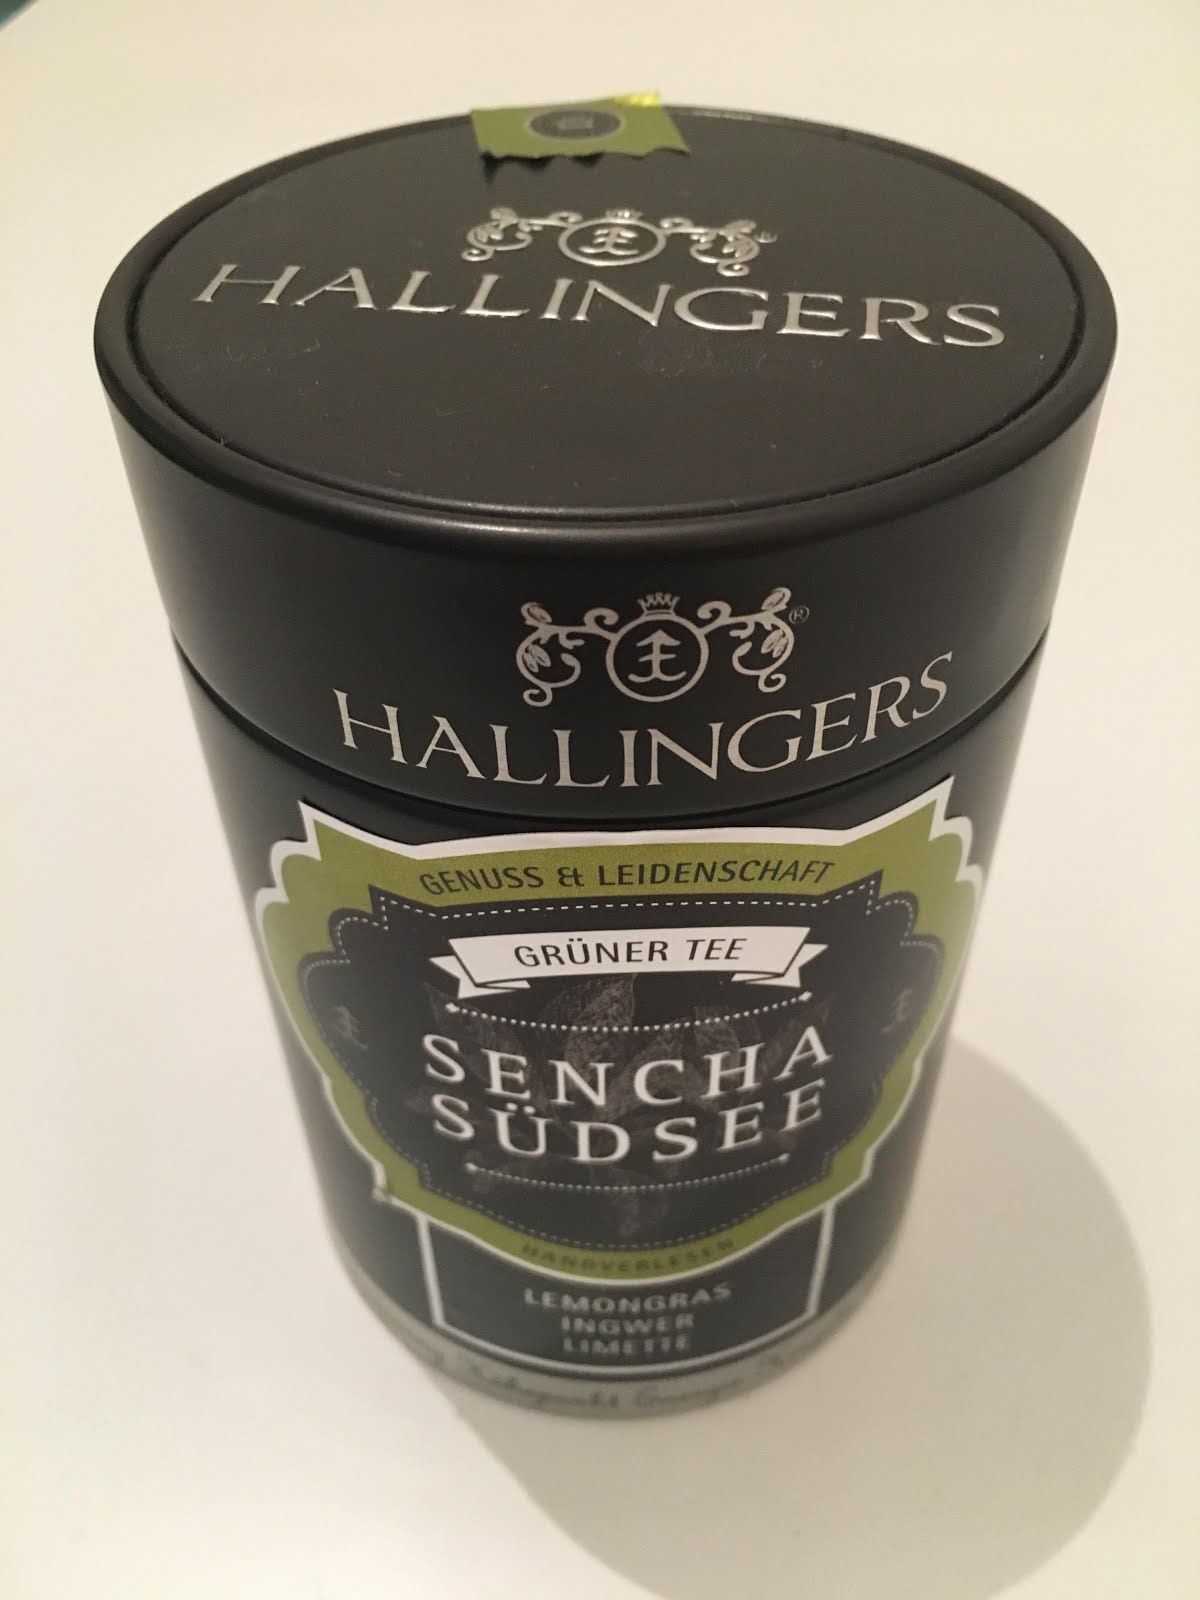 HALLINGERS
®
HALLINGERS
GENUSS & LEIDENSCHAFT
GRÜNER TEE
SENCHA
SÜDSEE
HANDVERLESEN
LEMONGRAS
INGWER
LIMETTE